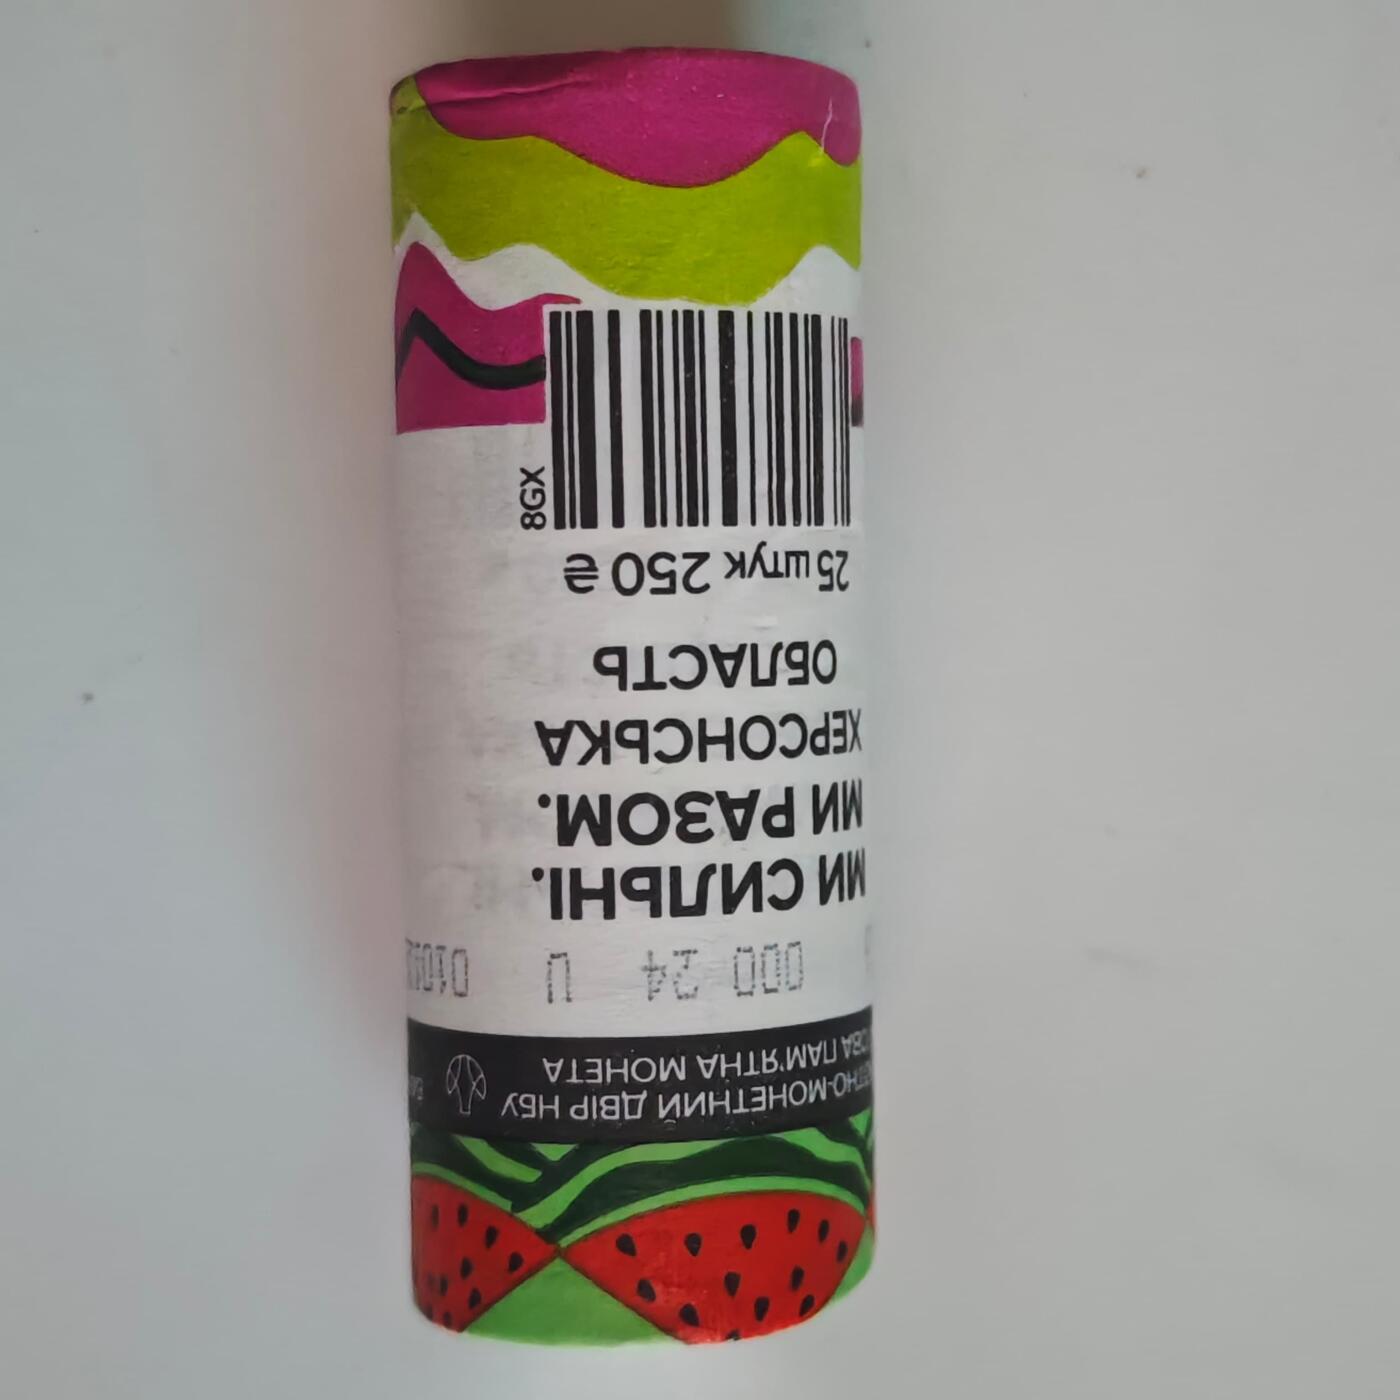 МОНЕТНИЙ ДВІР НБУ
ПАМ'ЯТНА МОНЕТА
000 24 U
МИ СИЛЬНІ.
МИ РАЗОМ.
ХЕРСОНСЬКА
ОБЛАСТЬ
25 штук 250 ₴
8GX